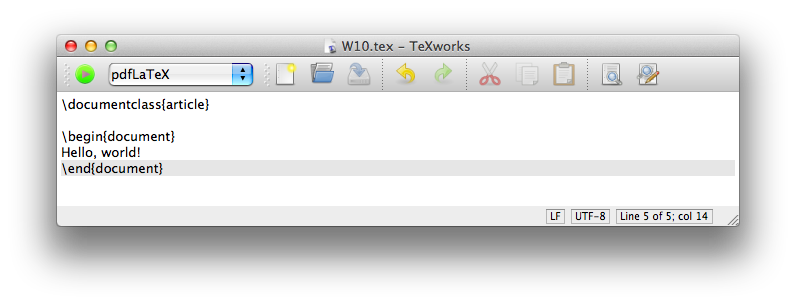 W10.tex – TeXworks
pdfLaTeX
\documentclass{article}
\begin{document}
Hello, world!
\end{document}
LF UTF-8 Line 5 of 5; col 14